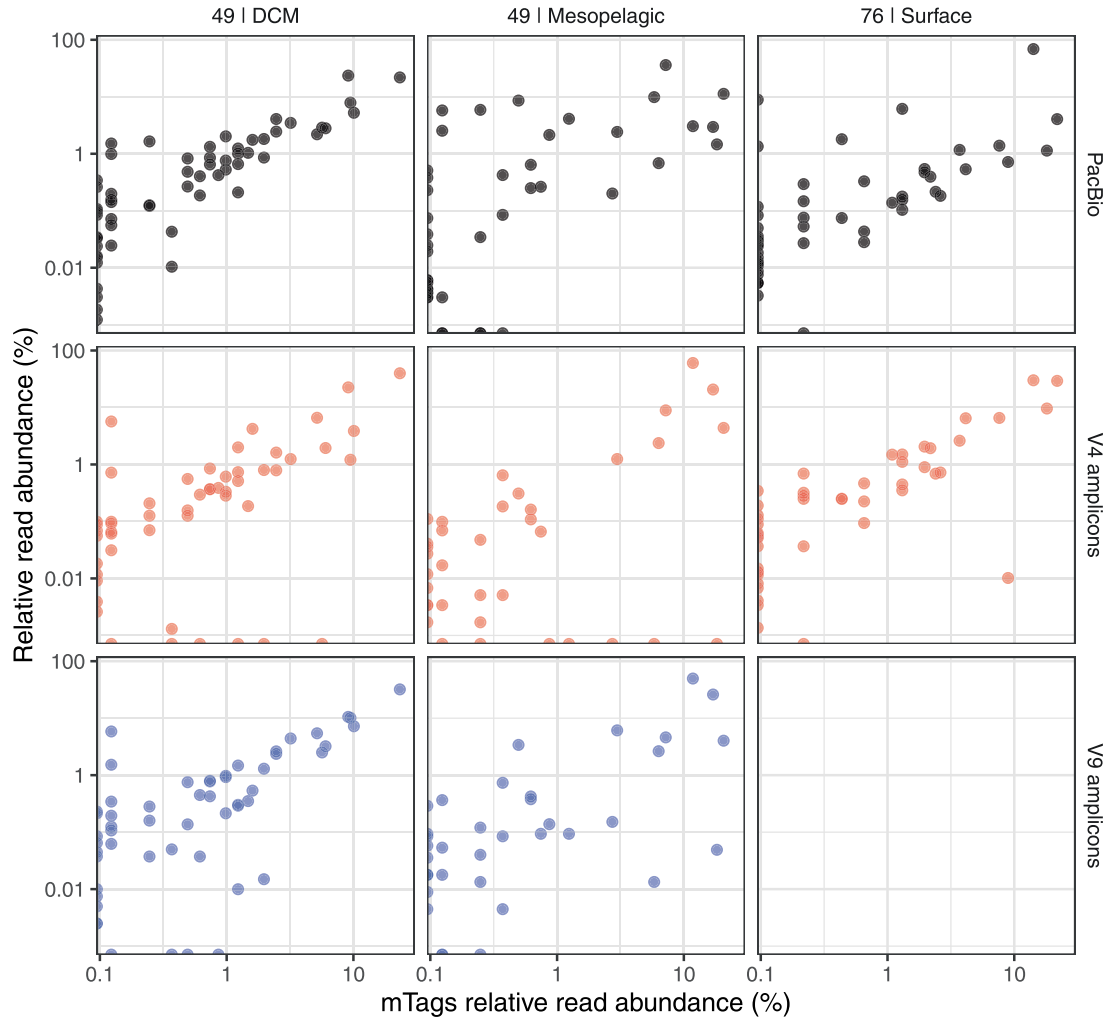 49 | DCM
49 | Mesopelagic
76 | Surface
100
1
0.01
PacBio
100
1
0.01
V4 amplicons
100
1
0.01
V9 amplicons
Relative read abundance (%)
0.1 1 10
0.1 1 10
0.1 1 10
mTags relative read abundance (%)